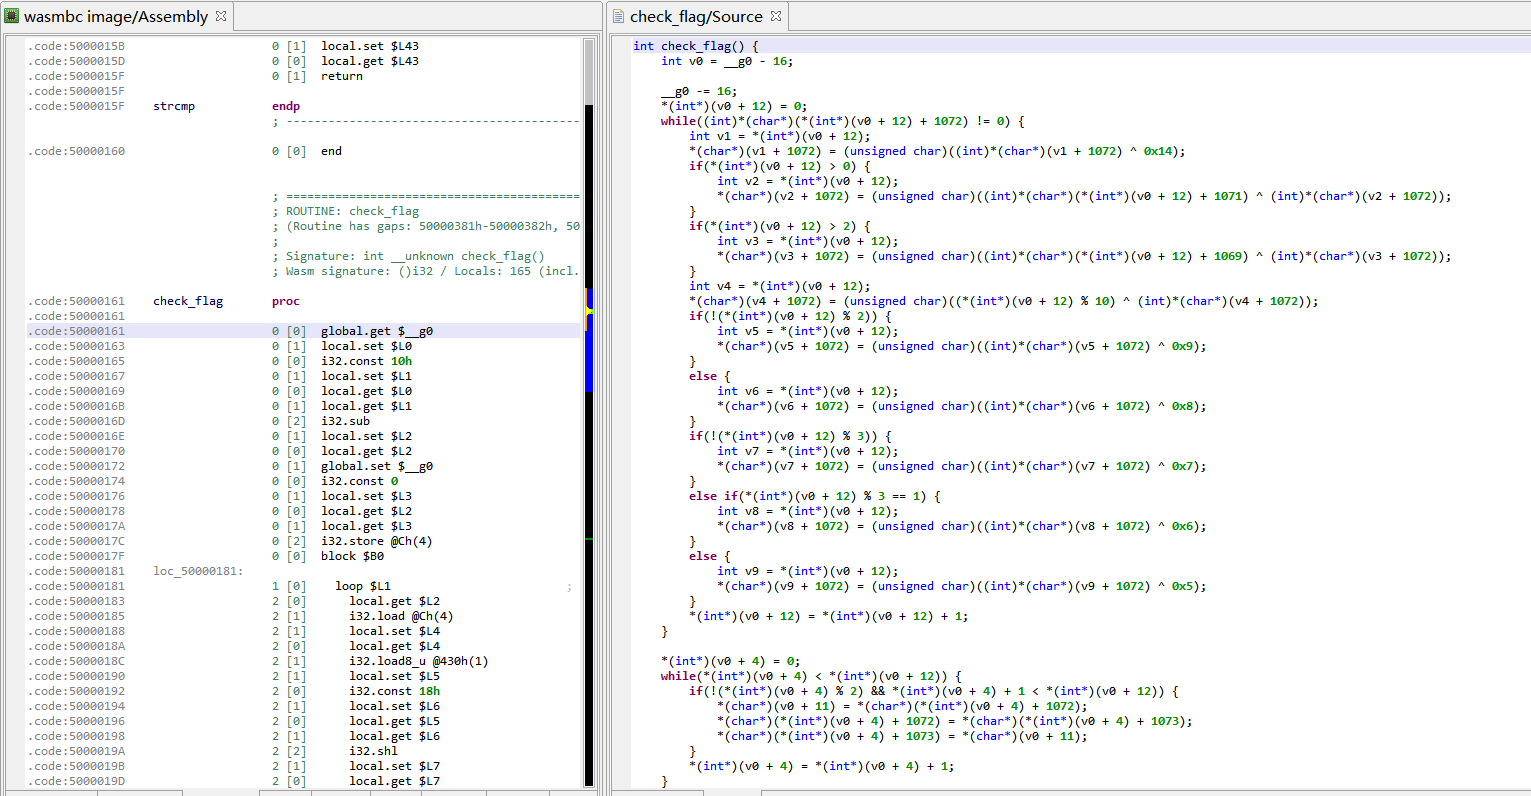 wasmbc image/Assembly
.code:5000015B 0 [1] local.set $L43
.code:5000015D 0 [0] local.get $L43
.code:5000015F 0 [1] return
.code:5000015F
.code:5000015F strcmp endp
; ------------------------------------------
.code:50000160 0 [0] end
; ==========================================
; ROUTINE: check_flag
; (Routine has gaps: 50000381h-50000382h, 50
;
; Signature: int __unknown check_flag()
; Wasm signature: ()i32 / Locals: 165 (incl.
.code:50000161 check_flag proc
.code:50000161
.code:50000161 0 [0] global.get $__g0
.code:50000163 0 [1] local.set $L0
.code:50000165 0 [0] i32.const 10h
.code:50000167 0 [1] local.set $L1
.code:50000169 0 [0] local.get $L0
.code:5000016B 0 [1] local.get $L1
.code:5000016D 0 [2] i32.sub
.code:5000016E 0 [1] local.set $L2
.code:50000170 0 [0] local.get $L2
.code:50000172 0 [1] global.set $__g0
.code:50000174 0 [0] i32.const 0
.code:50000176 0 [1] local.set $L3
.code:50000178 0 [0] local.get $L2
.code:5000017A 0 [1] local.get $L3
.code:5000017C 0 [2] i32.store @Ch(4)
.code:5000017F 0 [0] block $B0
.code:50000181 loc_50000181:
.code:50000181 1 [0] loop $L1 ;
.code:50000183 2 [0] local.get $L2
.code:50000185 2 [1] i32.load @Ch(4)
.code:50000188 2 [1] local.set $L4
.code:5000018A 2 [0] local.get $L4
.code:5000018C 2 [1] i32.load8_u @430h(1)
.code:50000190 2 [1] local.set $L5
.code:50000192 2 [0] i32.const 18h
.code:50000194 2 [1] local.set $L6
.code:50000196 2 [0] local.get $L5
.code:50000198 2 [1] local.get $L6
.code:5000019A 2 [2] i32.shl
.code:5000019B 2 [1] local.set $L7
.code:5000019D 2 [0] local.get $L7
check_flag/Source
int check_flag() {
int v0 = __g0 - 16;
__g0 -= 16;
*(int*)(v0 + 12) = 0;
while((int)*(char*)(*(int*)(v0 + 12) + 1072) != 0) {
int v1 = *(int*)(v0 + 12);
*(char*)(v1 + 1072) = (unsigned char)((int)*(char*)(v1 + 1072) ^ 0x14);
if(*(int*)(v0 + 12) > 0) {
int v2 = *(int*)(v0 + 12);
*(char*)(v2 + 1072) = (unsigned char)((int)*(char*)(*(int*)(v0 + 12) + 1071) ^ (int)*(char*)(v2 + 1072));
}
if(*(int*)(v0 + 12) > 2) {
int v3 = *(int*)(v0 + 12);
*(char*)(v3 + 1072) = (unsigned char)((int)*(char*)(*(int*)(v0 + 12) + 1069) ^ (int)*(char*)(v3 + 1072));
}
int v4 = *(int*)(v0 + 12);
*(char*)(v4 + 1072) = (unsigned char)((*(int*)(v0 + 12) % 10) ^ (int)*(char*)(v4 + 1072));
if(!(*(int*)(v0 + 12) % 2)) {
int v5 = *(int*)(v0 + 12);
*(char*)(v5 + 1072) = (unsigned char)((int)*(char*)(v5 + 1072) ^ 0x9);
}
else {
int v6 = *(int*)(v0 + 12);
*(char*)(v6 + 1072) = (unsigned char)((int)*(char*)(v6 + 1072) ^ 0x8);
}
if(!(*(int*)(v0 + 12) % 3)) {
int v7 = *(int*)(v0 + 12);
*(char*)(v7 + 1072) = (unsigned char)((int)*(char*)(v7 + 1072) ^ 0x7);
}
else if(*(int*)(v0 + 12) % 3 == 1) {
int v8 = *(int*)(v0 + 12);
*(char*)(v8 + 1072) = (unsigned char)((int)*(char*)(v8 + 1072) ^ 0x6);
}
else {
int v9 = *(int*)(v0 + 12);
*(char*)(v9 + 1072) = (unsigned char)((int)*(char*)(v9 + 1072) ^ 0x5);
}
*(int*)(v0 + 12) = *(int*)(v0 + 12) + 1;
}
*(int*)(v0 + 4) = 0;
while(*(int*)(v0 + 4) < *(int*)(v0 + 12)) {
if(!(*(int*)(v0 + 4) % 2) && *(int*)(v0 + 4) + 1 < *(int*)(v0 + 12)) {
*(char*)(v0 + 11) = *(char*)(*(int*)(v0 + 4) + 1072);
*(char*)(*(int*)(v0 + 4) + 1072) = *(char*)(*(int*)(v0 + 4) + 1073);
*(char*)(*(int*)(v0 + 4) + 1073) = *(char*)(v0 + 11);
}
*(int*)(v0 + 4) = *(int*)(v0 + 4) + 1;
}